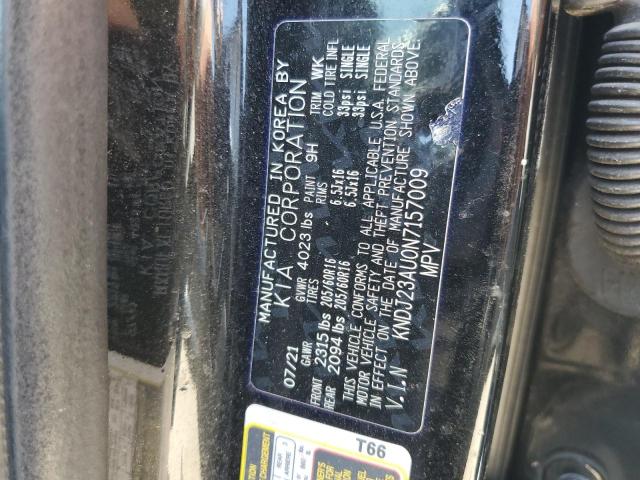 MANUFACTURED IN KOREA BY
KIA CORPORATION
07/21 GVWR 4023 lbs PAINT 9H TRIM WK
GAWR TIRES RIMS COLD TIRE INFL
FRONT 2315 lbs 205/60R16 6.5Jx16 33psi SINGLE
REAR 2094 lbs 205/60R16 6.5Jx16 33psi SINGLE
THIS VEHICLE CONFORMS TO ALL APPLICABLE U.S.A. FEDERAL
MOTOR VEHICLE SAFETY AND THEFT PREVENTION STANDARDS
IN EFFECT ON THE DATE OF MANUFACTURE SHOWN ABOVE.
V.I.N KNDJ23AU0N7157009
MPV
T66
REAR